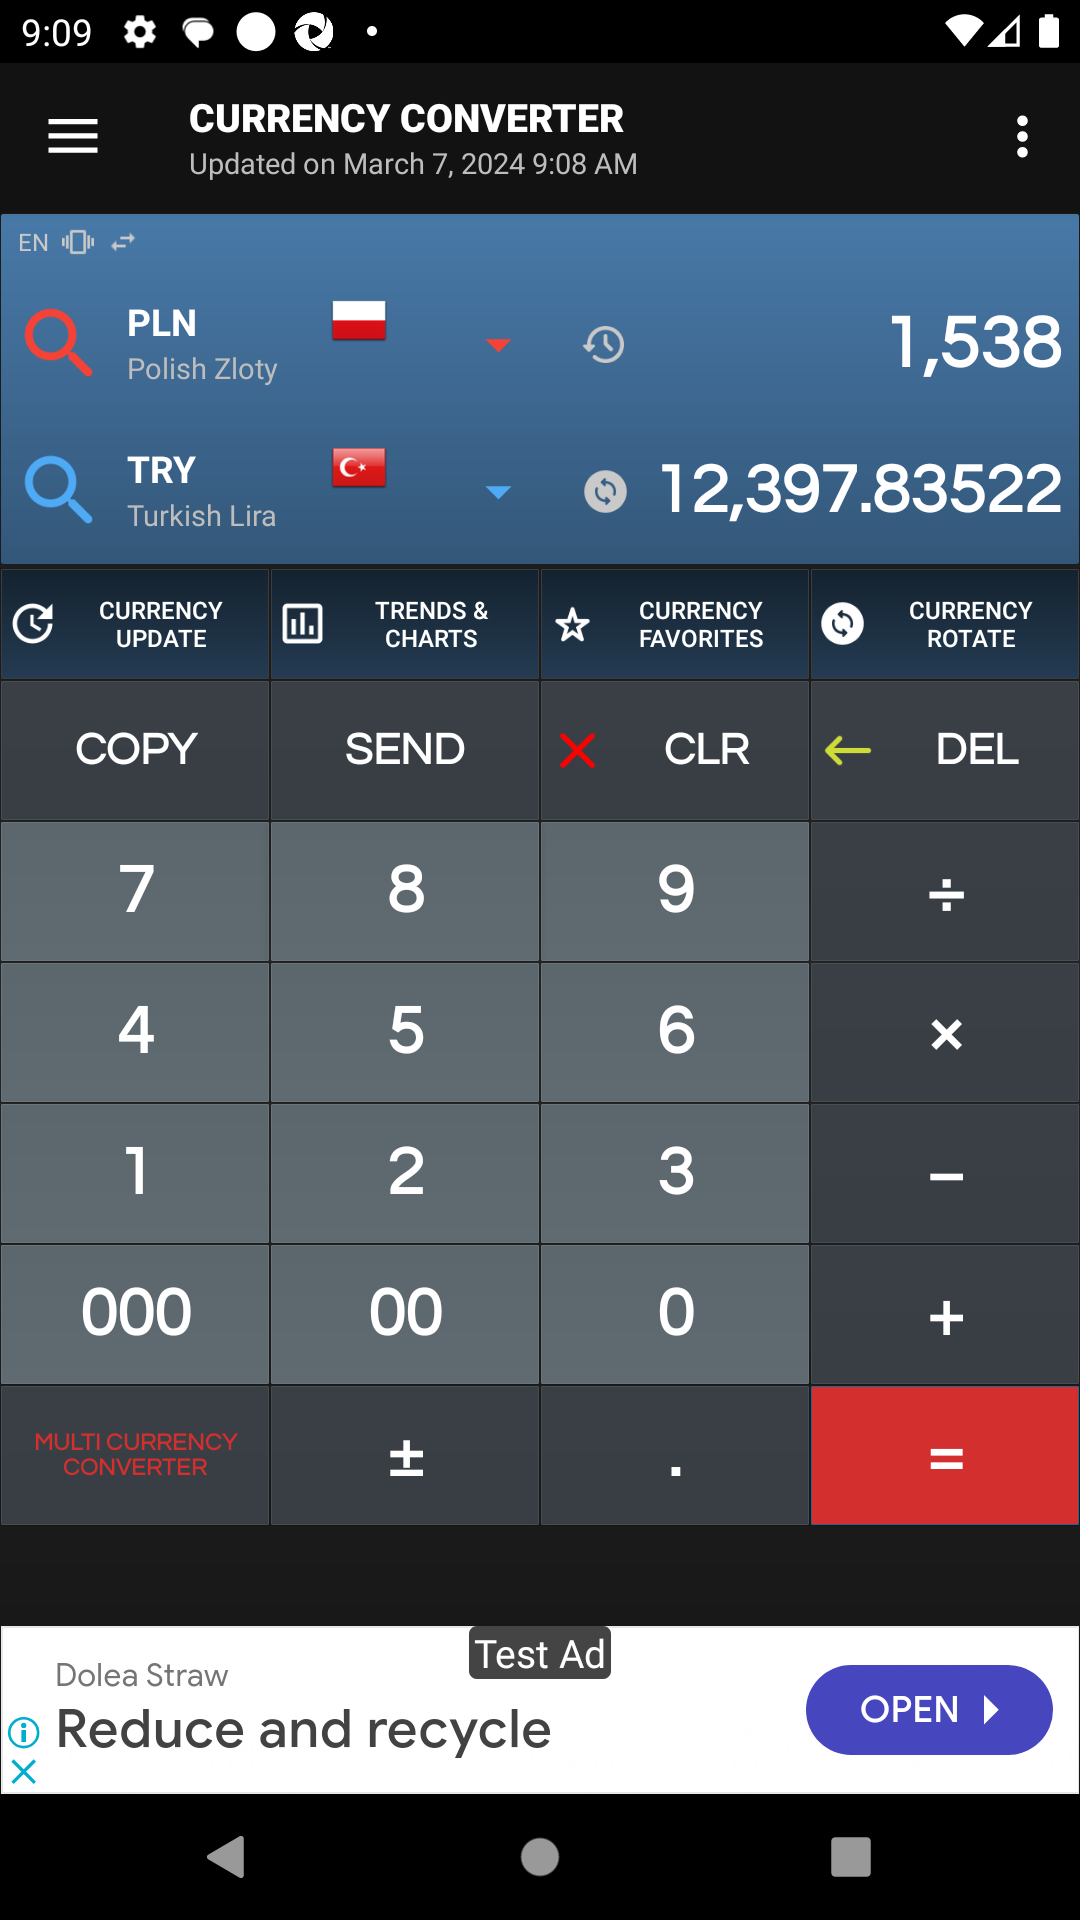 9:09
CURRENCY CONVERTER
Updated on March 7, 2024 9:08 AM
EN
PLN
Polish Zloty
1,538
TRY
Turkish Lira
12,397.83522
CURRENCY UPDATE
TRENDS & CHARTS
CURRENCY FAVORITES
CURRENCY ROTATE
COPY SEND CLR DEL
7 8 9 ÷
4 5 6 ×
1 2 3 −
000 00 0 +
MULTI CURRENCY CONVERTER ± . =
Test Ad
Dolea Straw
Reduce and recycle
OPEN